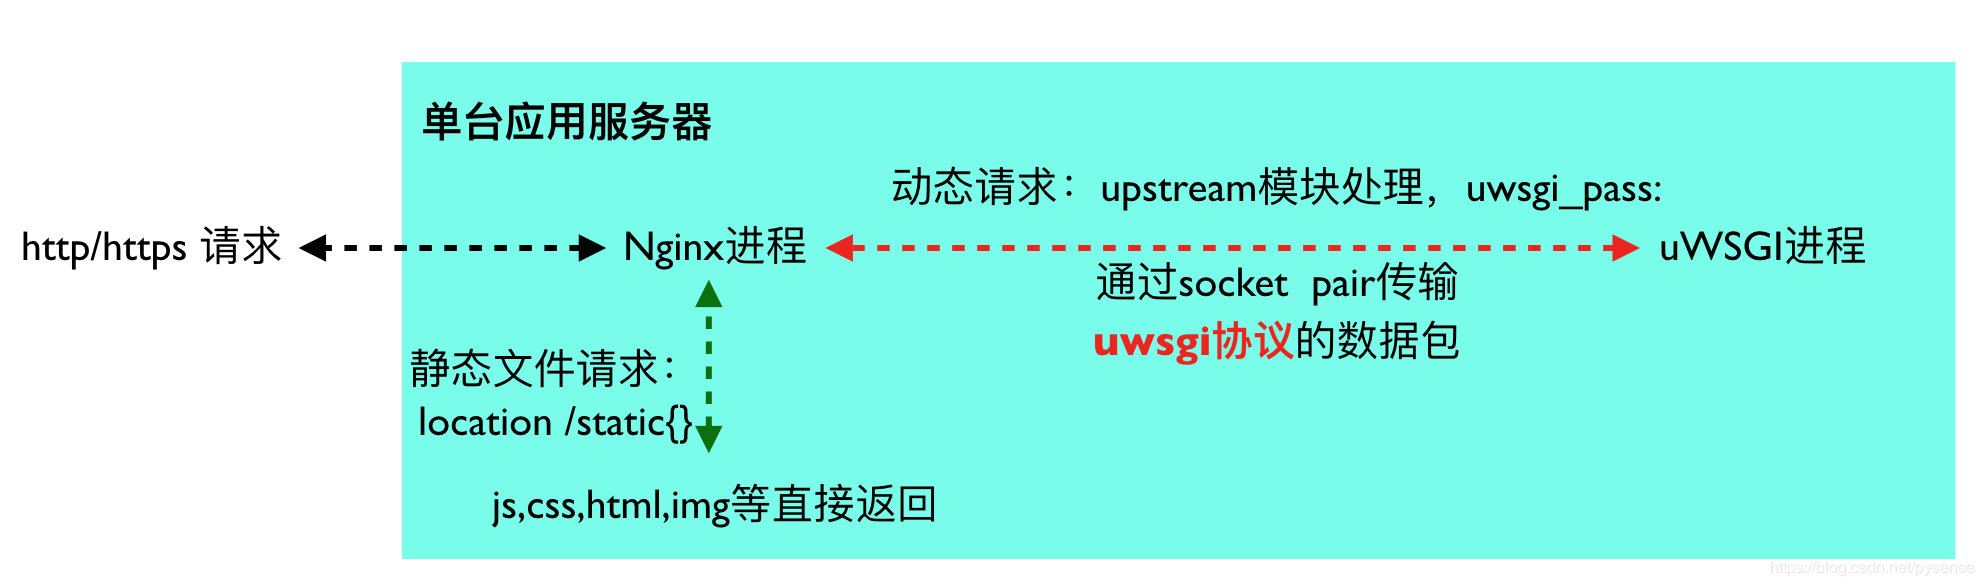 单台应用服务器
动态请求：upstream模块处理，uwsgi_pass:
http/https 请求
Nginx进程
uWSGI进程
通过socket pair传输
uwsgi协议的数据包
静态文件请求：
location /static{}
js,css,html,img等直接返回
https://blog.csdn.net/pysense